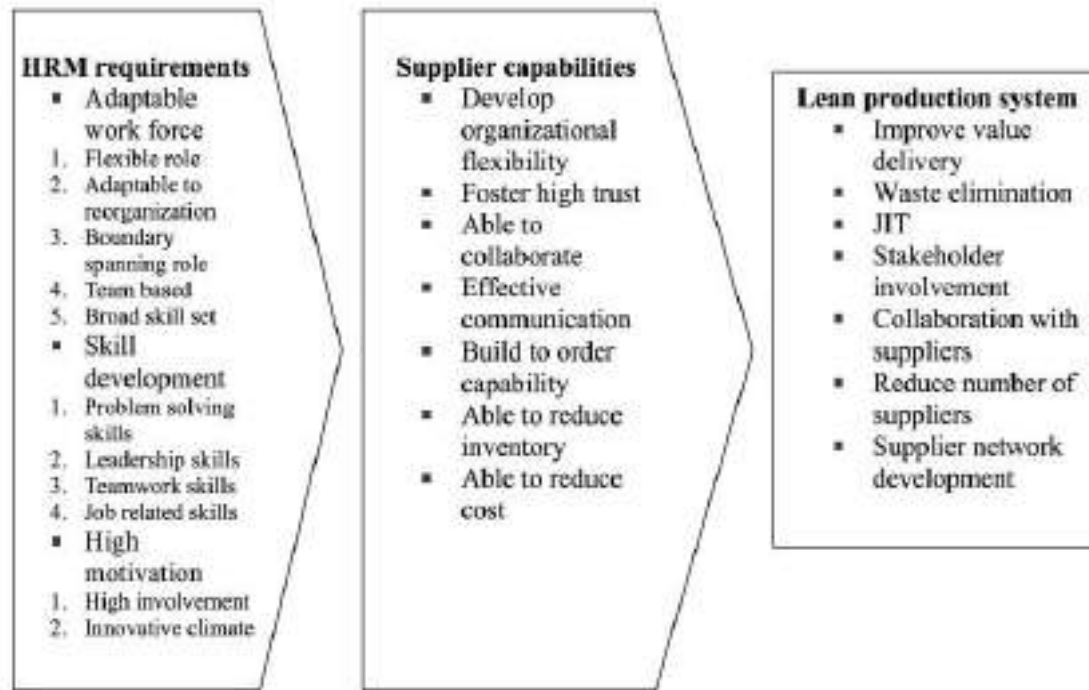 HRM requirements
▪ Adaptable
work force
1. Flexible role
2. Adaptable to
reorganization
3. Boundary
spanning role
4. Team based
5. Broad skill set
▪ Skill
development
1. Problem solving
skills
2. Leadership skills
3. Teamwork skills
4. Job related skills
▪ High
motivation
1. High involvement
2. Innovative climate
Supplier capabilities
▪ Develop
organizational
flexibility
▪ Foster high trust
▪ Able to
collaborate
▪ Effective
communication
▪ Build to order
capability
▪ Able to reduce
inventory
▪ Able to reduce
cost
Lean production system
▪ Improve value
delivery
▪ Waste elimination
▪ JIT
▪ Stakeholder
involvement
▪ Collaboration with
suppliers
▪ Reduce number of
suppliers
▪ Supplier network
development